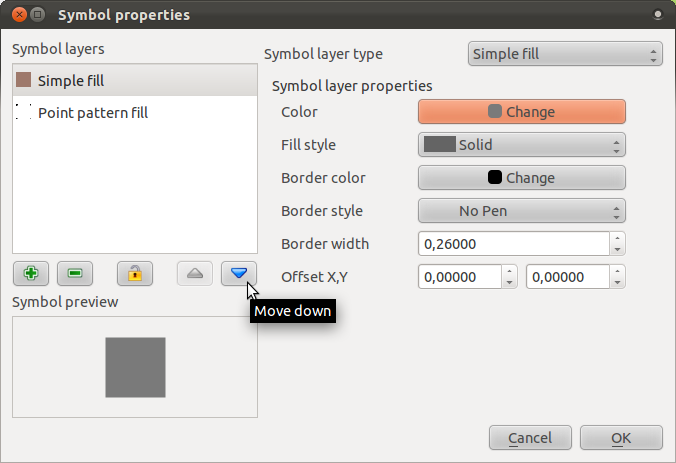 Symbol properties
Symbol layers
Simple fill
Point pattern fill
Symbol preview
Symbol layer type
Simple fill
Symbol layer properties
Color
Change
Fill style
Solid
Border color
Change
Border style
No Pen
Border width
0,26000
Offset X,Y
0,00000
0,00000
Move down
Cancel
OK